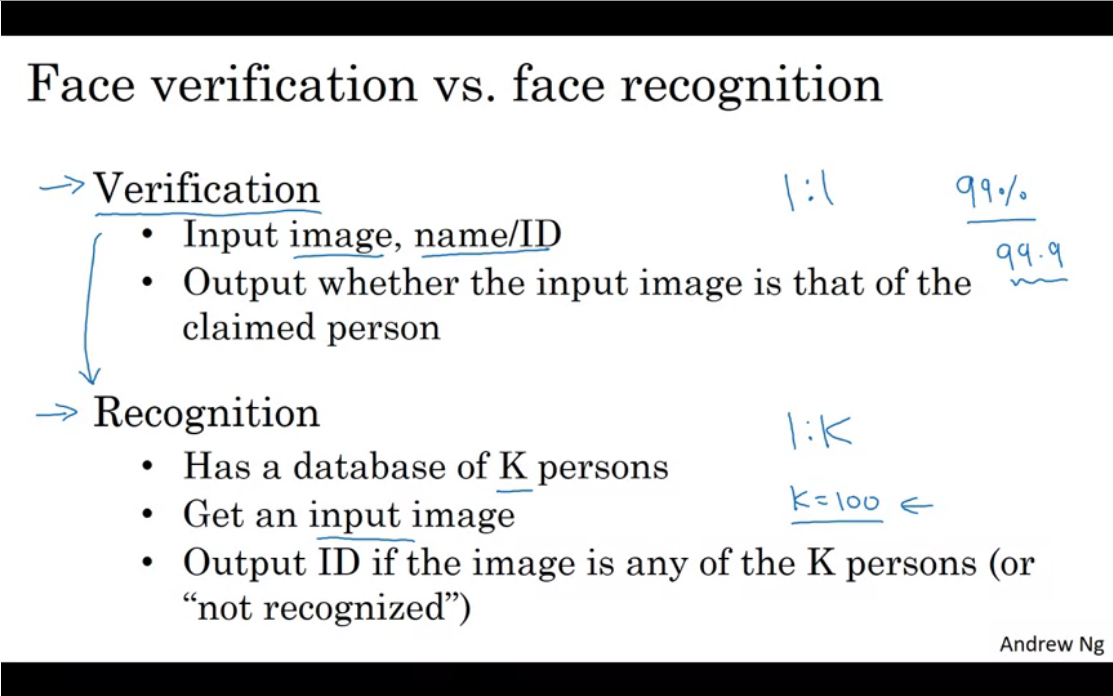 Face verification vs. face recognition
→ Verification
1:1
99%
• Input image, name/ID
99.9
• Output whether the input image is that of the
claimed person
→ Recognition
1:K
• Has a database of K persons
• Get an input image
K=100 ←
• Output ID if the image is any of the K persons (or
“not recognized”)
Andrew Ng